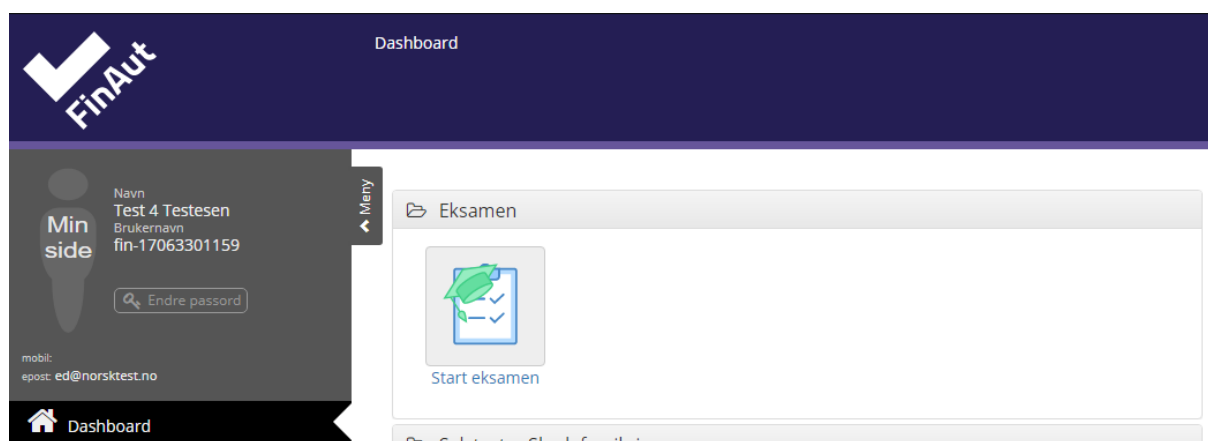 FinAut
Dashboard
Min side
Navn
Test 4 Testesen
Brukernavn
fin-17063301159
Endre passord
mobil:
epost: ed@norsktest.no
Dashboard
Meny
Eksamen
Start eksamen